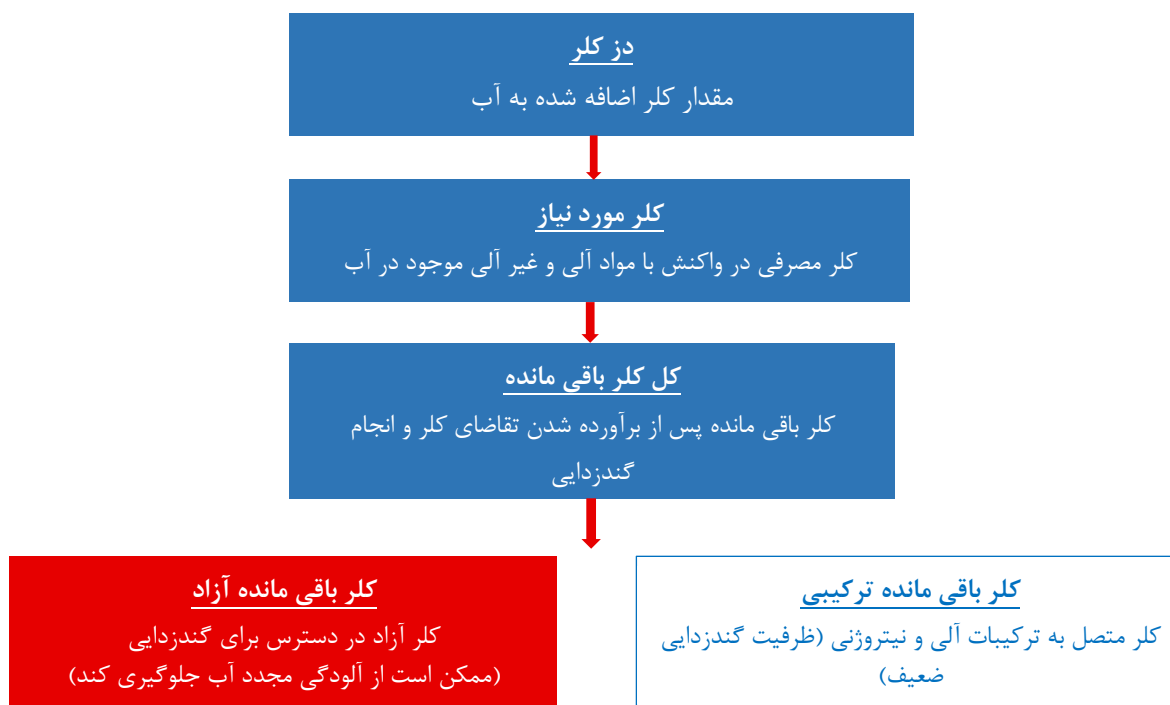 دز کلر
مقدار کلر اضافه شده به آب
کلر مورد نیاز
کلر مصرفی در واکنش با مواد آلی و غیر آلی موجود در آب
کل کلر باقی مانده
کلر باقی مانده پس از برآورده شدن تقاضای کلر و انجام
گندزدایی
کلر باقی مانده ترکیبی
کلر متصل به ترکیبات آلی و نیتروژنی (ظرفیت گندزدایی
ضعیف)
کلر باقی مانده آزاد
کلر آزاد در دسترس برای گندزدایی
(ممکن است از آلودگی مجدد آب جلوگیری کند)